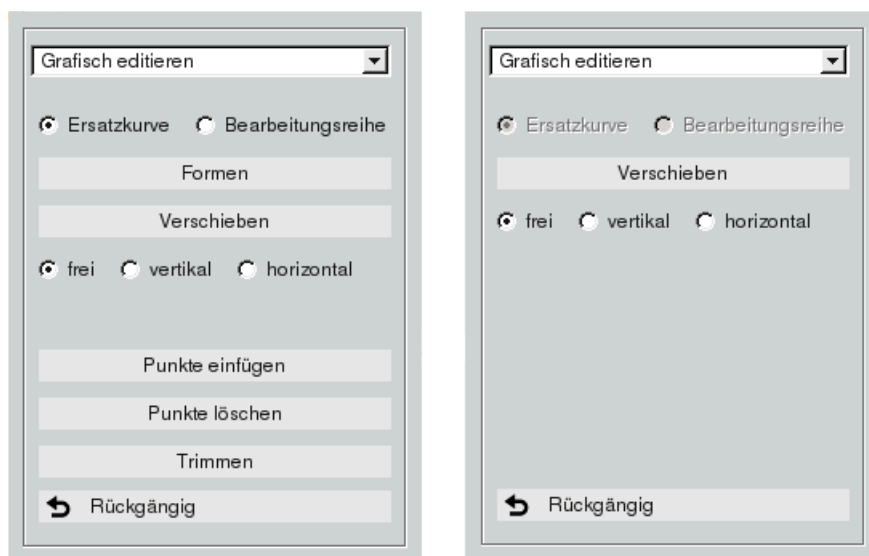 Grafisch editieren
Ersatzkurve Bearbeitungsreihe
Formen
Verschieben
frei vertikal horizontal
Punkte einfügen
Punkte löschen
Trimmen
Rückgängig
Grafisch editieren
Ersatzkurve Bearbeitungsreihe
Verschieben
frei vertikal horizontal
Rückgängig